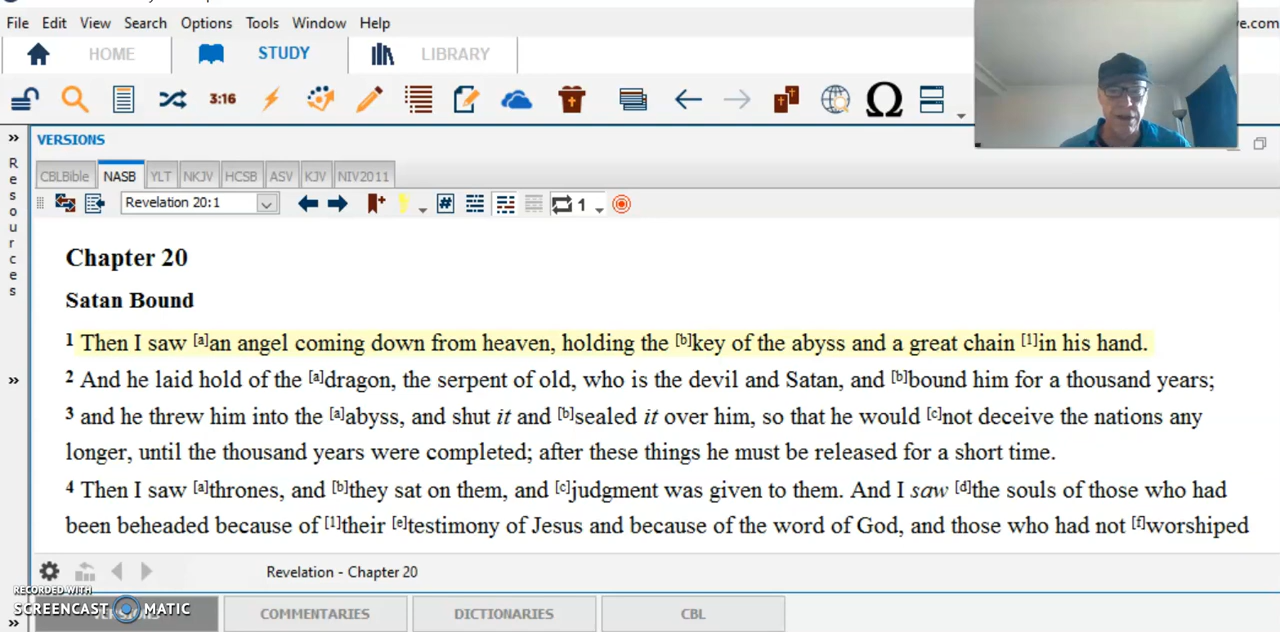 File Edit View Search Options Tools Window Help
ve.com
HOME STUDY LIBRARY
3:16
VERSIONS
Resources
CBLBible NASB YLT NKJV HCSB ASV KJV NIV2011
Revelation 20:1
# 1
Chapter 20
Satan Bound
1 Then I saw [a]an angel coming down from heaven, holding the [b]key of the abyss and a great chain [1]in his hand.
2 And he laid hold of the [a]dragon, the serpent of old, who is the devil and Satan, and [b]bound him for a thousand years;
3 and he threw him into the [a]abyss, and shut it and [b]sealed it over him, so that he would [c]not deceive the nations any
longer, until the thousand years were completed; after these things he must be released for a short time.
4 Then I saw [a]thrones, and [b]they sat on them, and [c]judgment was given to them. And I saw [d]the souls of those who had
been beheaded because of [1]their [e]testimony of Jesus and because of the word of God, and those who had not [f]worshiped
Revelation - Chapter 20
RECORDED WITH
SCREENCAST MATIC
COMMENTARIES DICTIONARIES CBL